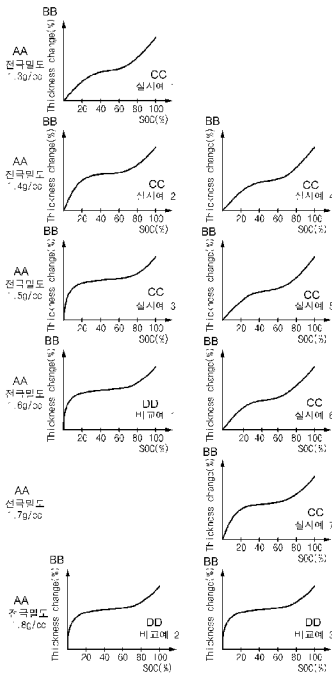 BB
AA
전극밀도
1.3g/cc
Thickness change(%)
CC
실시예 1
20 40 60 80 100
SOC(%)
BB
AA
전극밀도
1.4g/cc
Thickness change(%)
CC
실시예 2
20 40 60 80 100
SOC(%)
BB
Thickness change(%)
CC
실시예 4
20 40 60 80 100
SOC(%)
BB
AA
전극밀도
1.5g/cc
Thickness change(%)
CC
실시예 3
20 40 60 80 100
SOC(%)
BB
Thickness change(%)
CC
실시예 5
20 40 60 80 100
SOC(%)
BB
AA
전극밀도
1.6g/cc
Thickness change(%)
DD
비교예 1
20 40 60 80 100
SOC(%)
BB
Thickness change(%)
CC
실시예 6
20 40 60 80 100
SOC(%)
AA
전극밀도
1.7g/cc
BB
Thickness change(%)
CC
실시예 7
20 40 60 80 100
SOC(%)
BB
AA
전극밀도
1.8g/cc
Thickness change(%)
DD
비교예 2
20 40 60 80 100
SOC(%)
BB
Thickness change(%)
DD
비교예 3
20 40 60 80 100
SOC(%)